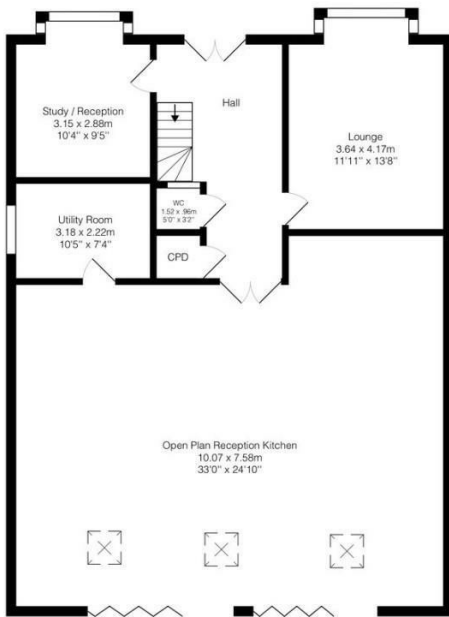 Hall
Study / Reception
3.15 x 2.88m
10'4" x 9'5"
Lounge
3.64 x 4.17m
11'11" x 13'8"
WC
1.52 x .96m
5'0" x 3'2"
Utility Room
3.18 x 2.22m
10'5" x 7'4"
CPD
Open Plan Reception Kitchen
10.07 x 7.58m
33'0" x 24'10"